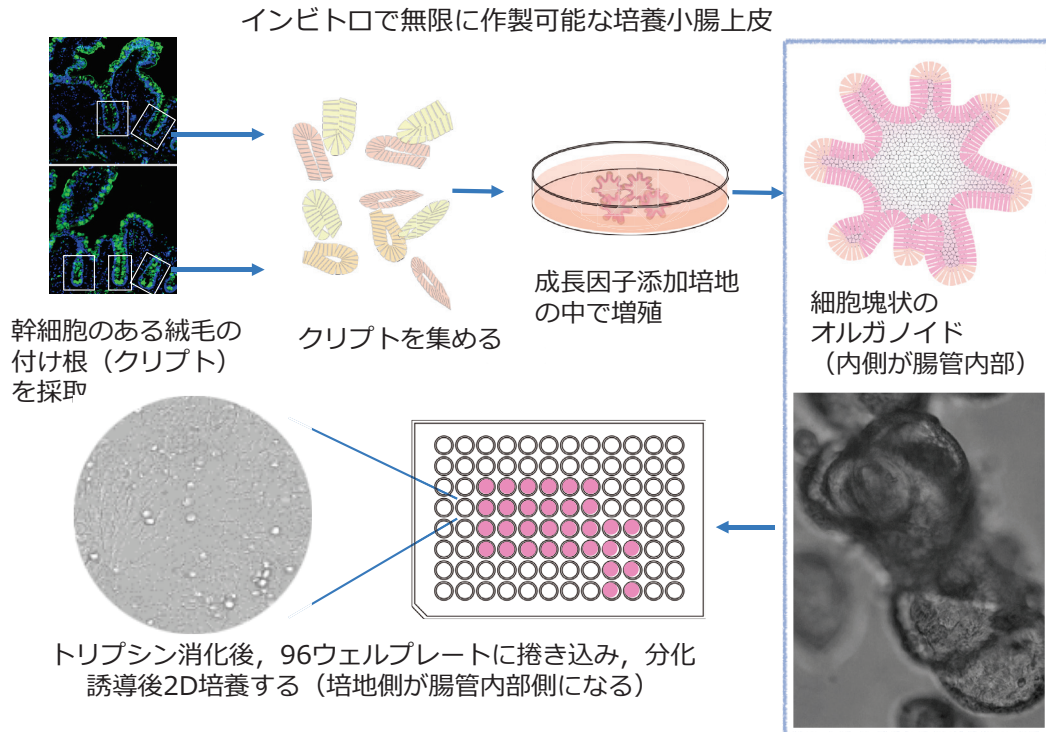 インビトロで無限に作製可能な培養小腸上皮
幹細胞のある絨毛の
付け根（クリプト）
を採取
クリプトを集める
成長因子添加培地
の中で増殖
細胞塊状の
オルガノイド
（内側が腸管内部）
トリプシン消化後，96ウェルプレートに捲き込み，分化
誘導後2D培養する（培地側が腸管内部側になる）